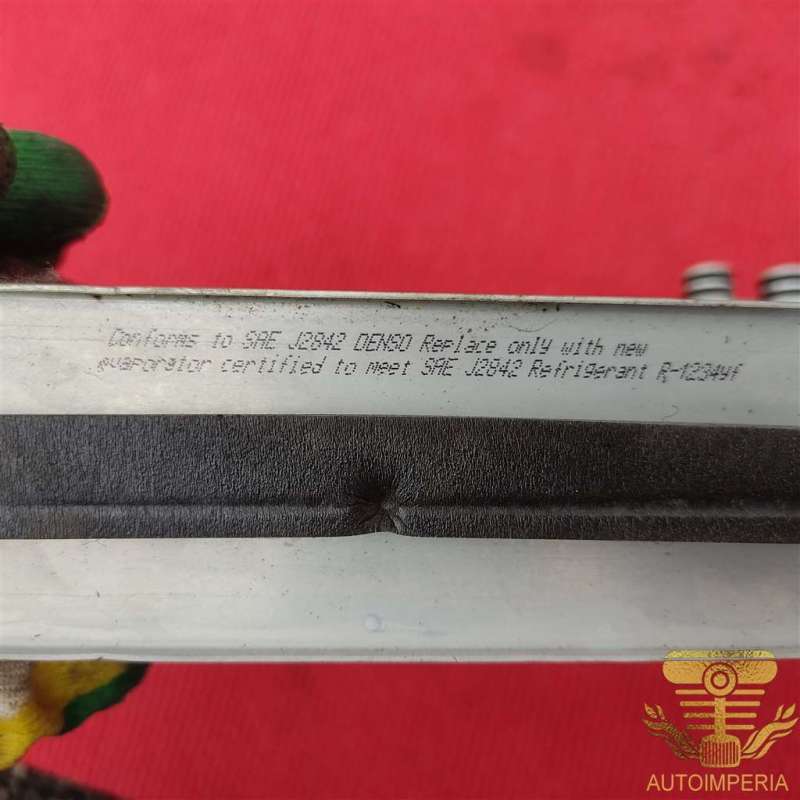 Conforms to SAE J2842 DENSO Replace only with new
evaporator certified to meet SAE J2842 Refrigerant R-1234yf
AUTOIMPERIA